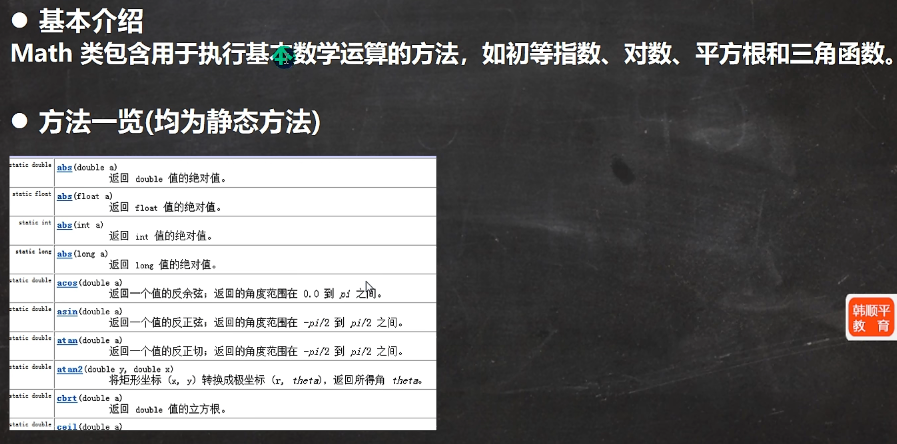 ● 基本介绍
Math 类包含用于执行基本数学运算的方法，如初等指数、对数、平方根和三角函数。
● 方法一览(均为静态方法)
static double abs(double a)
返回 double 值的绝对值。
static float abs(float a)
返回 float 值的绝对值。
static int abs(int a)
返回 int 值的绝对值。
static long abs(long a)
返回 long 值的绝对值。
static double acos(double a)
返回一个值的反余弦；返回的角度范围在 0.0 到 pi 之间。
static double asin(double a)
返回一个值的反正弦；返回的角度范围在 -pi/2 到 pi/2 之间。
static double atan(double a)
返回一个值的反正切；返回的角度范围在 -pi/2 到 pi/2 之间。
static double atan2(double y, double x)
将矩形坐标 (x, y) 转换成极坐标 (r, theta)，返回所得角 theta。
static double cbrt(double a)
返回 double 值的立方根。
static double ceil(double a)
韩顺平
教 育